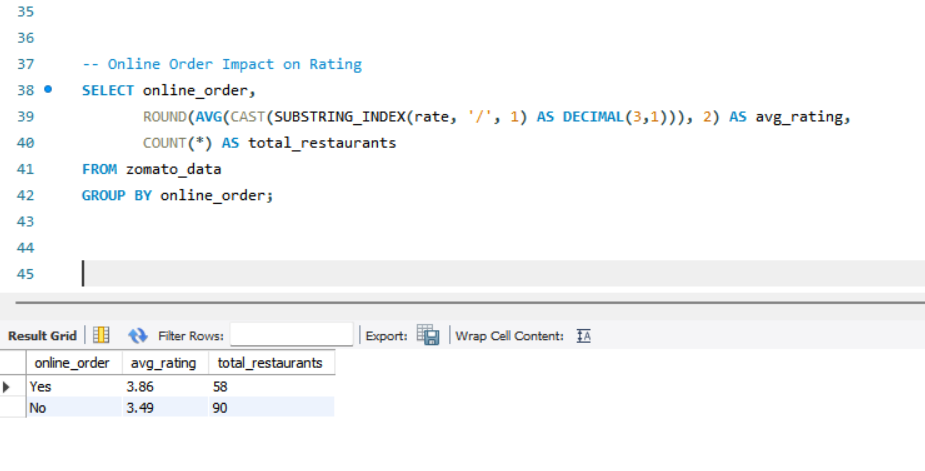 35
36
37 -- Online Order Impact on Rating
38 SELECT online_order,
39 ROUND(AVG(CAST(SUBSTRING_INDEX(rate, '/', 1) AS DECIMAL(3,1))), 2) AS avg_rating,
40 COUNT(*) AS total_restaurants
41 FROM zomato_data
42 GROUP BY online_order;
43
44
45
Result Grid Filter Rows: Export: Wrap Cell Content: IA
online_order avg_rating total_restaurants
Yes 3.86 58
No 3.49 90